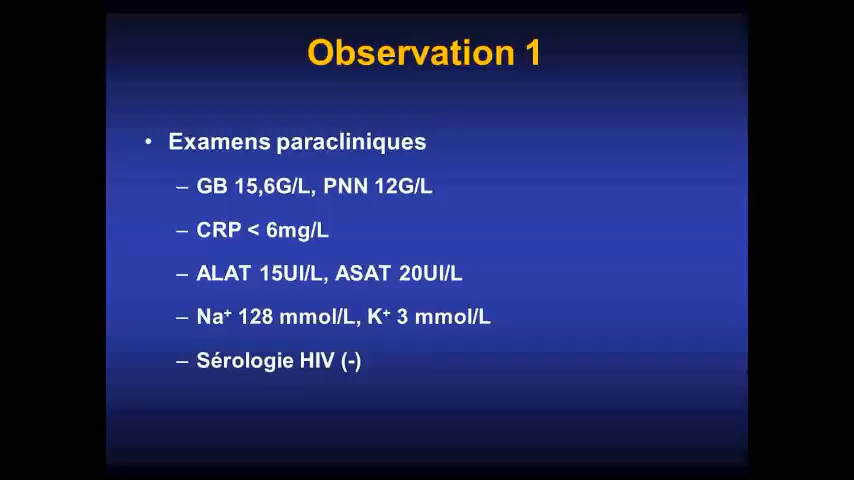 Observation 1
• Examens paracliniques
– GB 15,6G/L, PNN 12G/L
– CRP < 6mg/L
– ALAT 15UI/L, ASAT 20UI/L
– Na⁺ 128 mmol/L, K⁺ 3 mmol/L
– Sérologie HIV (-)